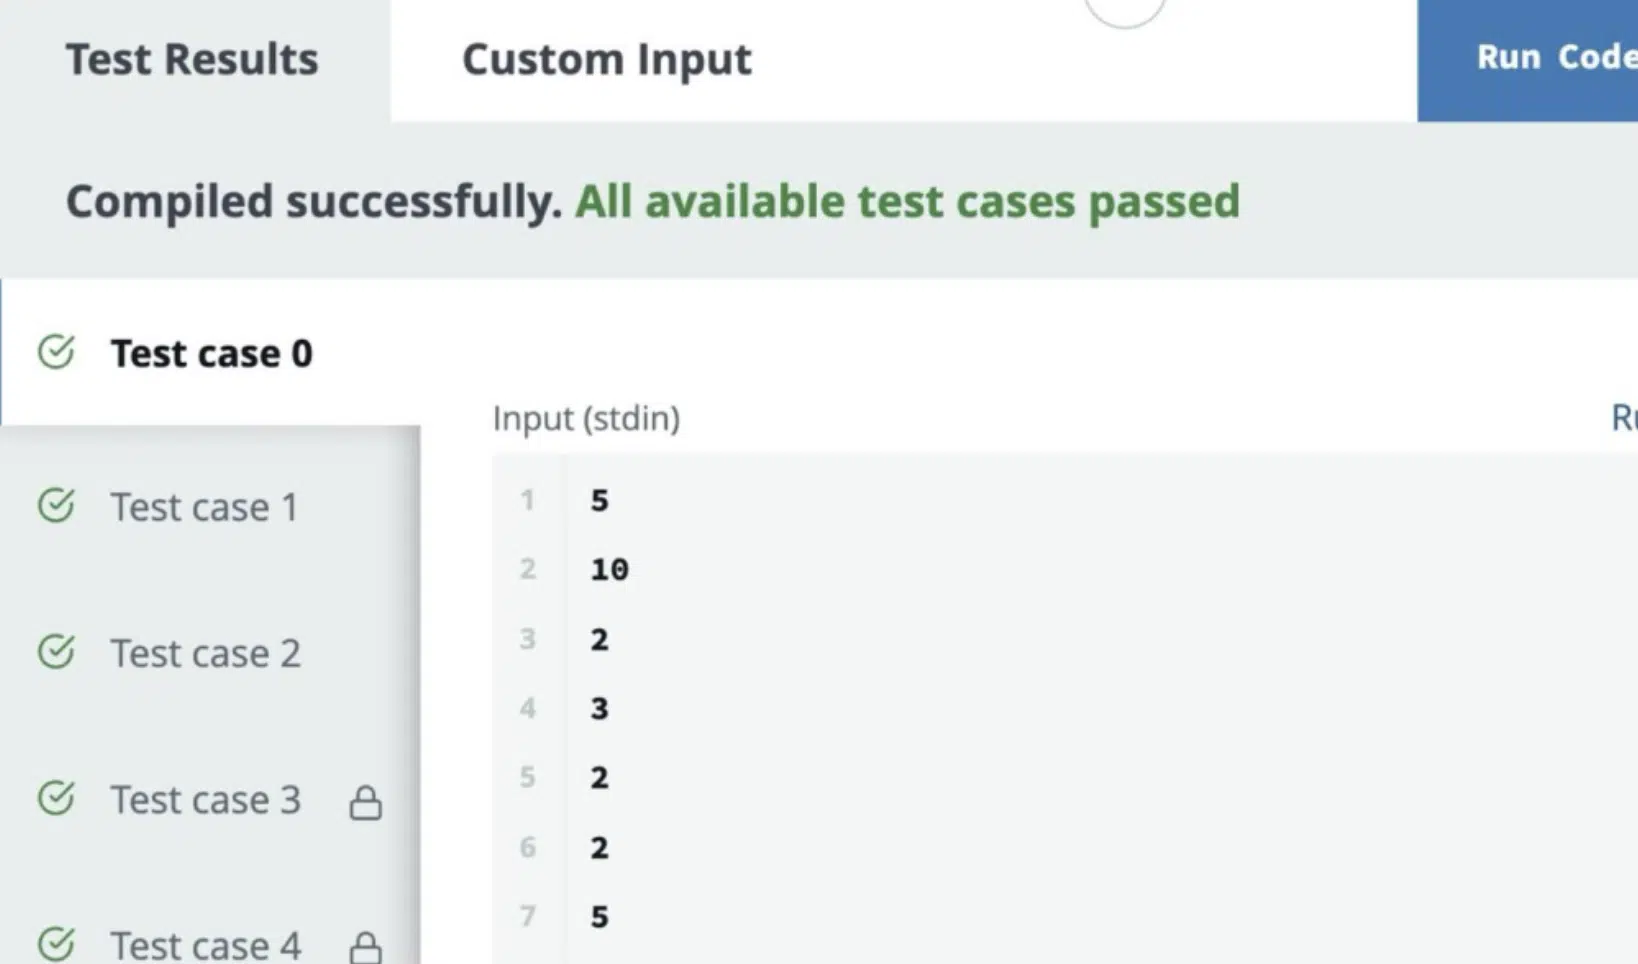 Test Results Custom Input Run Code
Compiled successfully. All available test cases passed
Test case 0
Input (stdin)
Test case 1
Test case 2
Test case 3
Test case 4
1 5
2 10
3 2
4 3
5 2
6 2
7 5